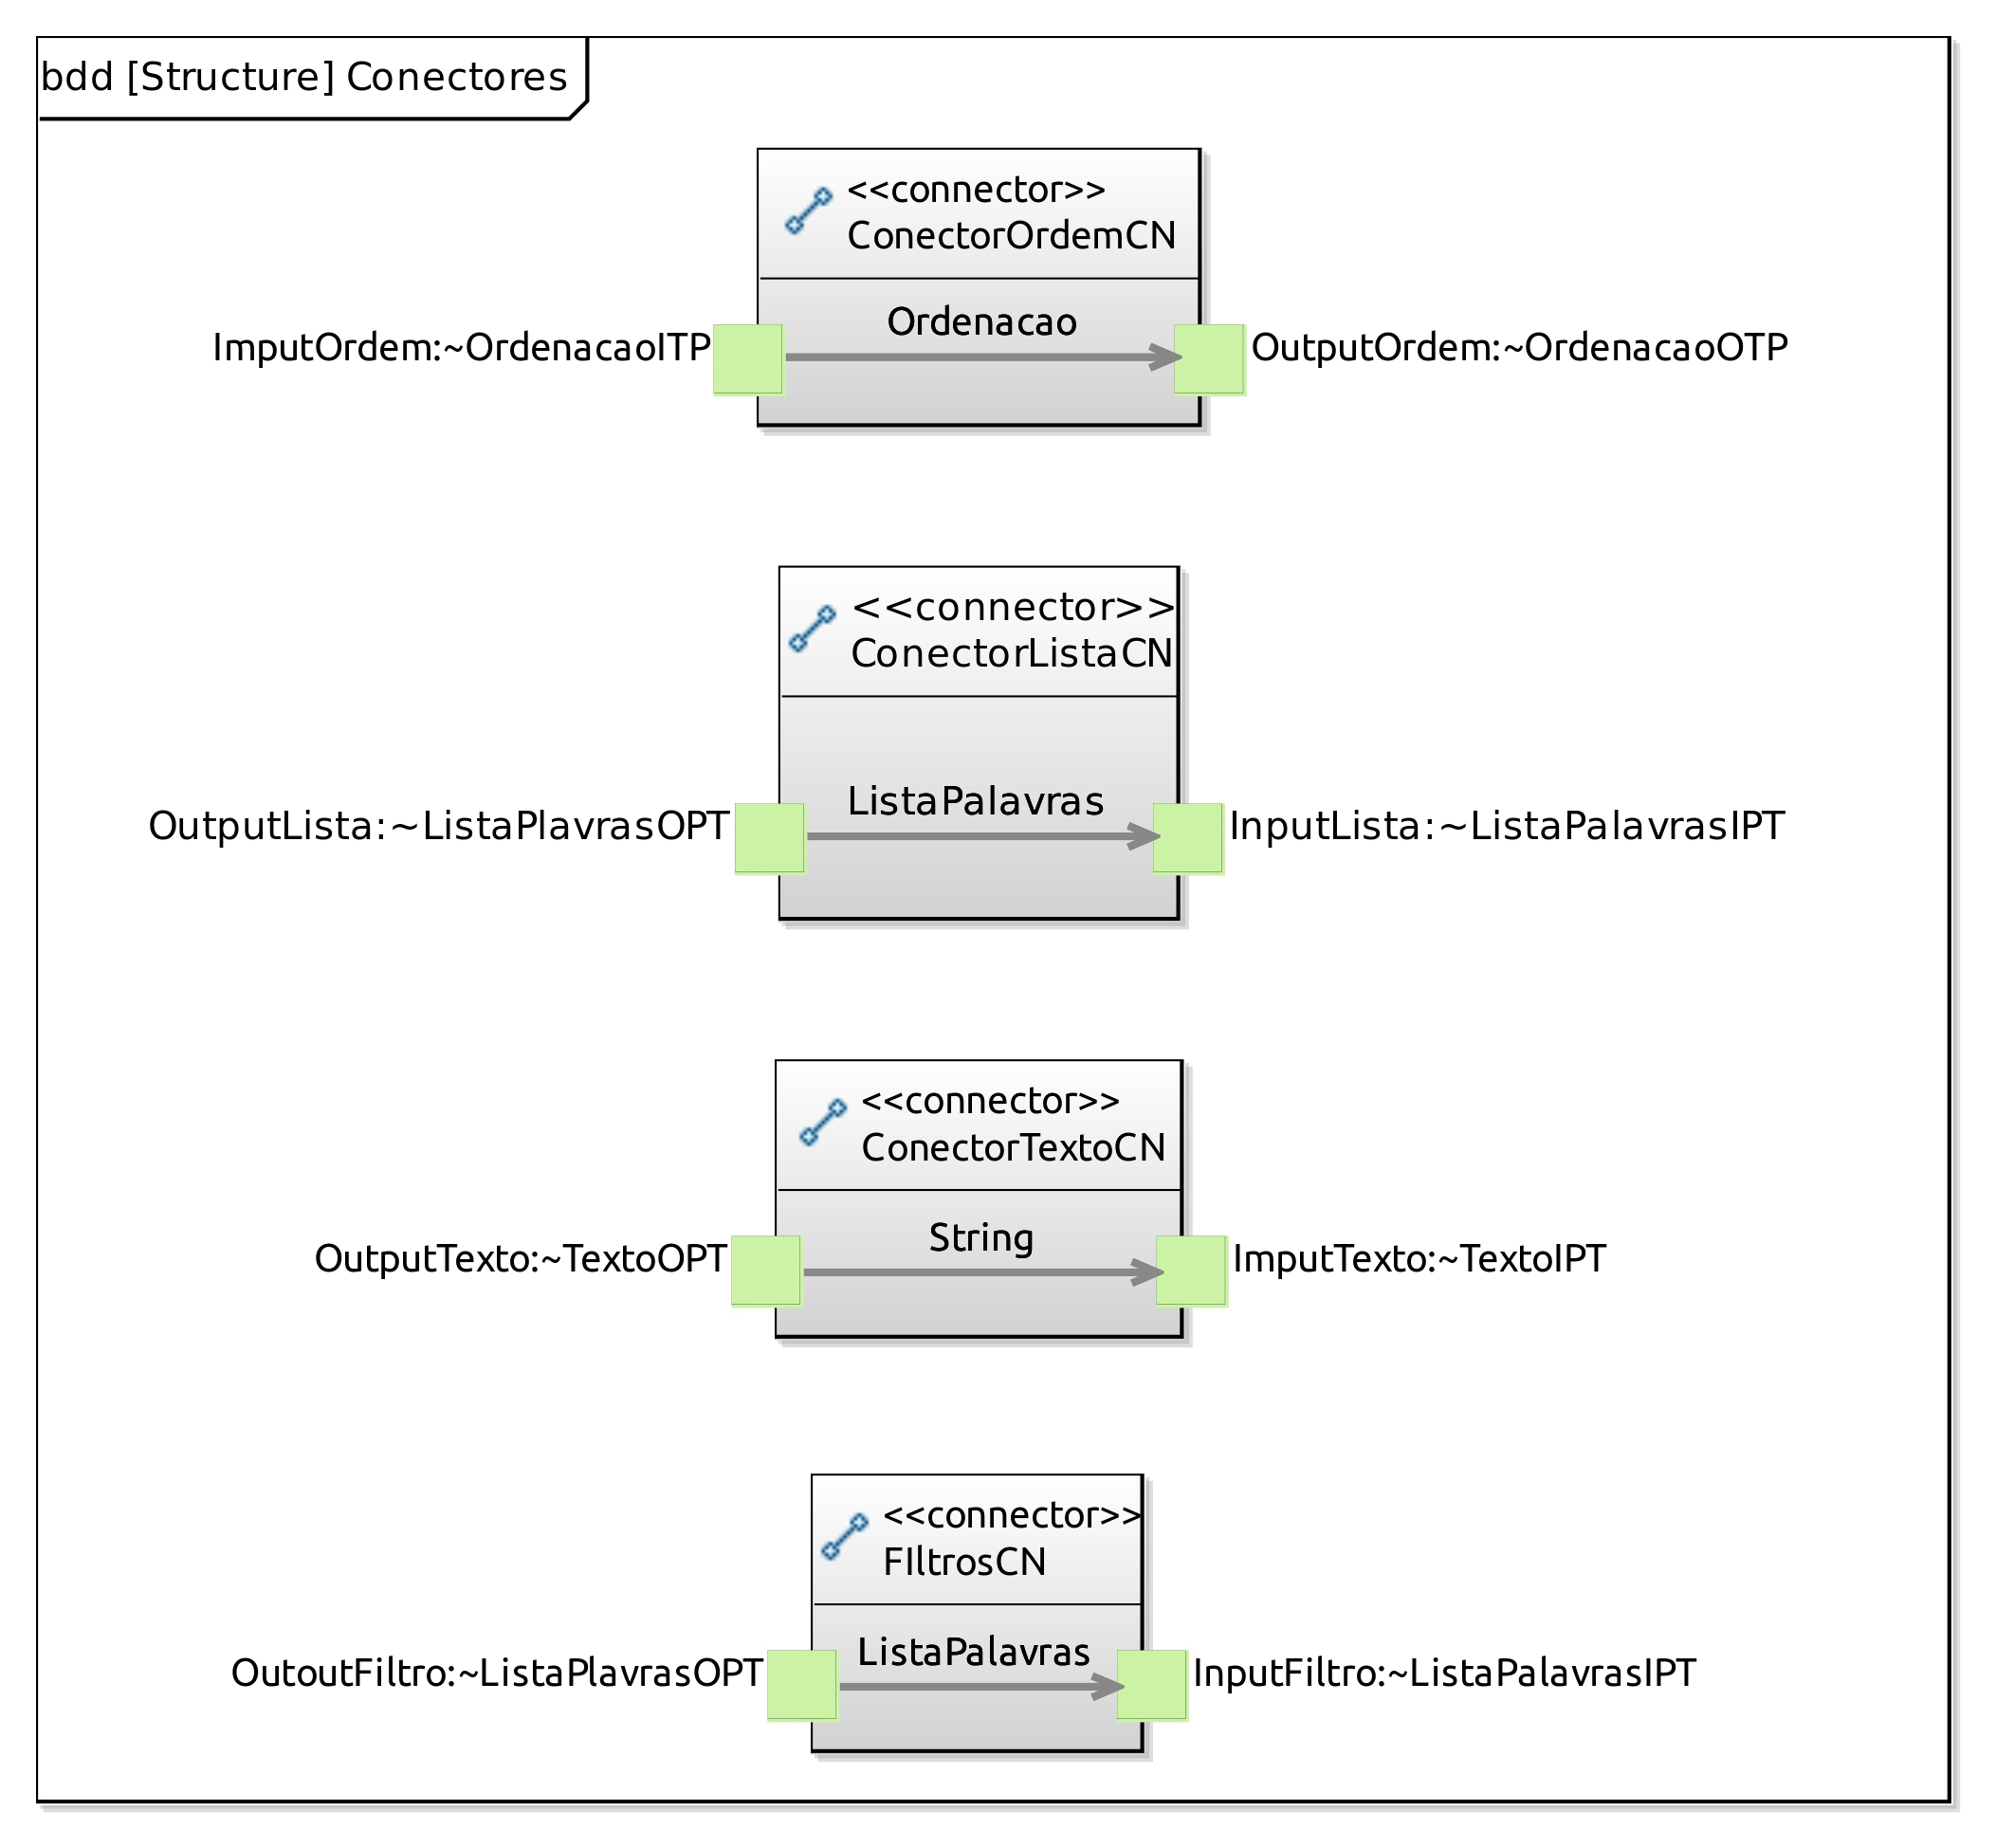 bdd [Structure] Conectores
<<connector>>
ConectorOrdemCN
Ordenacao
ImputOrdem:~OrdenacaoITP
OutputOrdem:~OrdenacaoOTP
<<connector>>
ConectorListaCN
ListaPalavras
OutputLista:~ListaPlavrasOPT
InputLista:~ListaPalavrasIPT
<<connector>>
ConectorTextoCN
String
OutputTexto:~TextoOPT
ImputTexto:~TextoIPT
<<connector>>
FIltrosCN
ListaPalavras
OutoutFiltro:~ListaPlavrasOPT
InputFiltro:~ListaPalavrasIPT